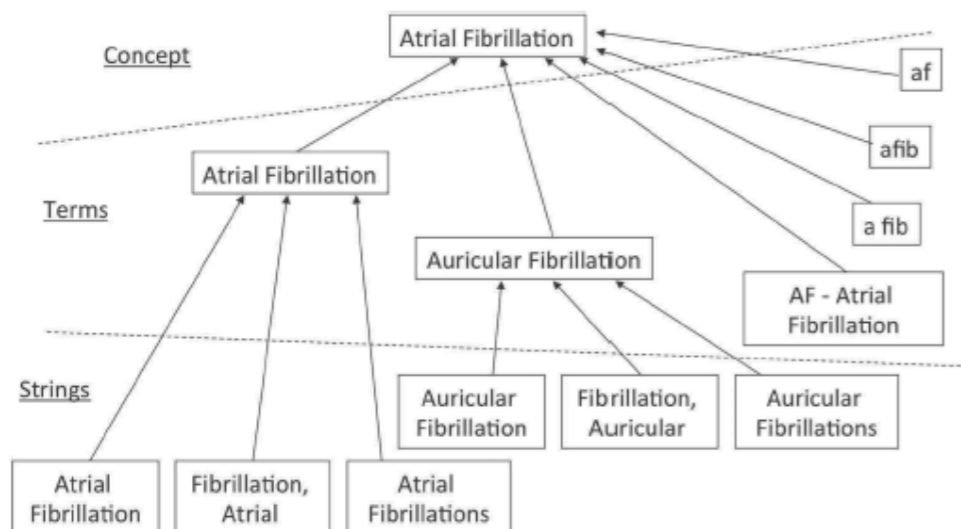 Atrial Fibrillation
Concept
af
afib
Atrial Fibrillation
Terms
a fib
Auricular Fibrillation
AF - Atrial
Fibrillation
Strings
Auricular
Fibrillation
Fibrillation,
Auricular
Auricular
Fibrillations
Atrial
Fibrillation
Fibrillation,
Atrial
Atrial
Fibrillations